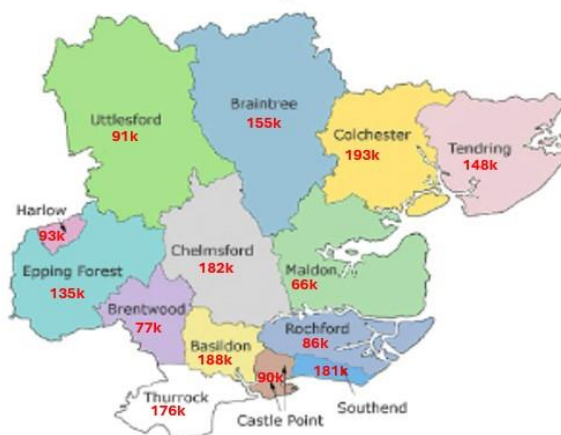 Uttlesford
91k
Braintree
155k
Colchester
193k
Tendring
148k
Harlow
93k
Epping Forest
135k
Chelmsford
182k
Maldon
66k
Brentwood
77k
Basildon
188k
Rochford
86k
90k
181k
Thurrock
176k
Castle Point
Southend